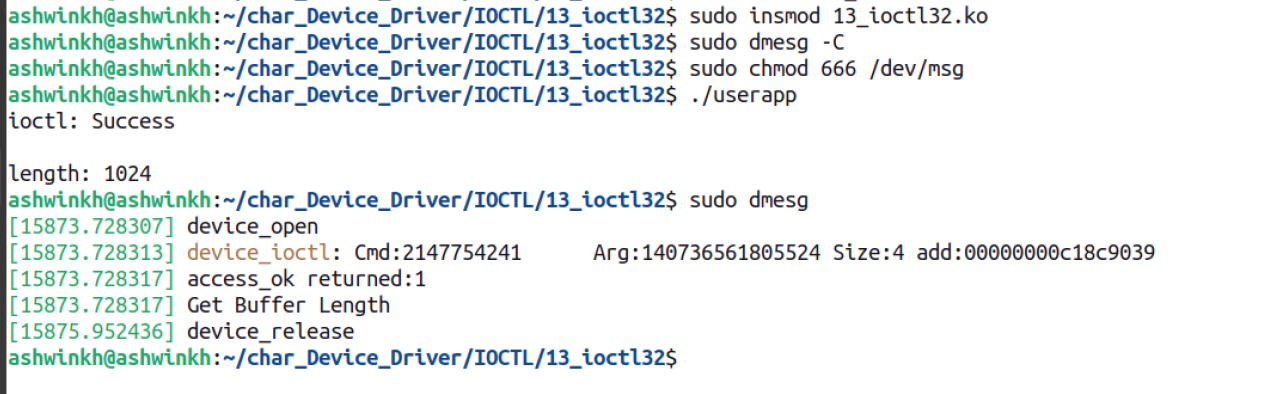 ashwinkh@ashwinkh:~/char_Device_Driver/IOCTL/13_ioctl32$ sudo insmod 13_ioctl32.ko
ashwinkh@ashwinkh:~/char_Device_Driver/IOCTL/13_ioctl32$ sudo dmesg -C
ashwinkh@ashwinkh:~/char_Device_Driver/IOCTL/13_ioctl32$ sudo chmod 666 /dev/msg
ashwinkh@ashwinkh:~/char_Device_Driver/IOCTL/13_ioctl32$ ./userapp
ioctl: Success
length: 1024
ashwinkh@ashwinkh:~/char_Device_Driver/IOCTL/13_ioctl32$ sudo dmesg
[15873.728307] device_open
[15873.728313] device_ioctl: Cmd:2147754241      Arg:140736561805524 Size:4 add:00000000c18c9039
[15873.728317] access_ok returned:1
[15873.728317] Get Buffer Length
[15875.952436] device_release
ashwinkh@ashwinkh:~/char_Device_Driver/IOCTL/13_ioctl32$